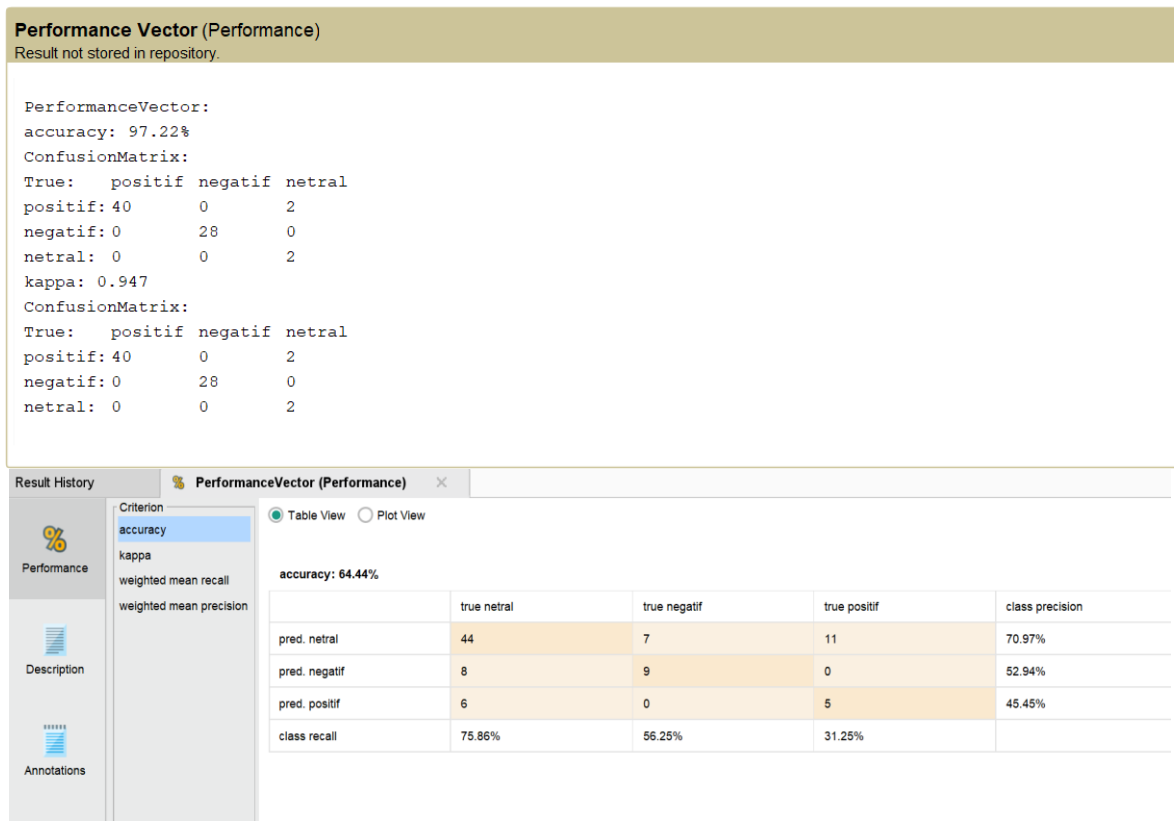 Performance Vector (Performance)
Result not stored in repository.
PerformanceVector:
accuracy: 97.22%
ConfusionMatrix:
True: positif negatif netral
positif: 40 0 2
negatif: 0 28 0
netral: 0 0 2
kappa: 0.947
ConfusionMatrix:
True: positif negatif netral
positif: 40 0 2
negatif: 0 28 0
netral: 0 0 2
Result History
% PerformanceVector (Performance)
%
Performance
Description
Annotations
Criterion
accuracy
kappa
weighted mean recall
weighted mean precision
Table View Plot View
accuracy: 64.44%
true netral true negatif true positif class precision
pred. netral 44 7 11 70.97%
pred. negatif 8 9 0 52.94%
pred. positif 6 0 5 45.45%
class recall 75.86% 56.25% 31.25%